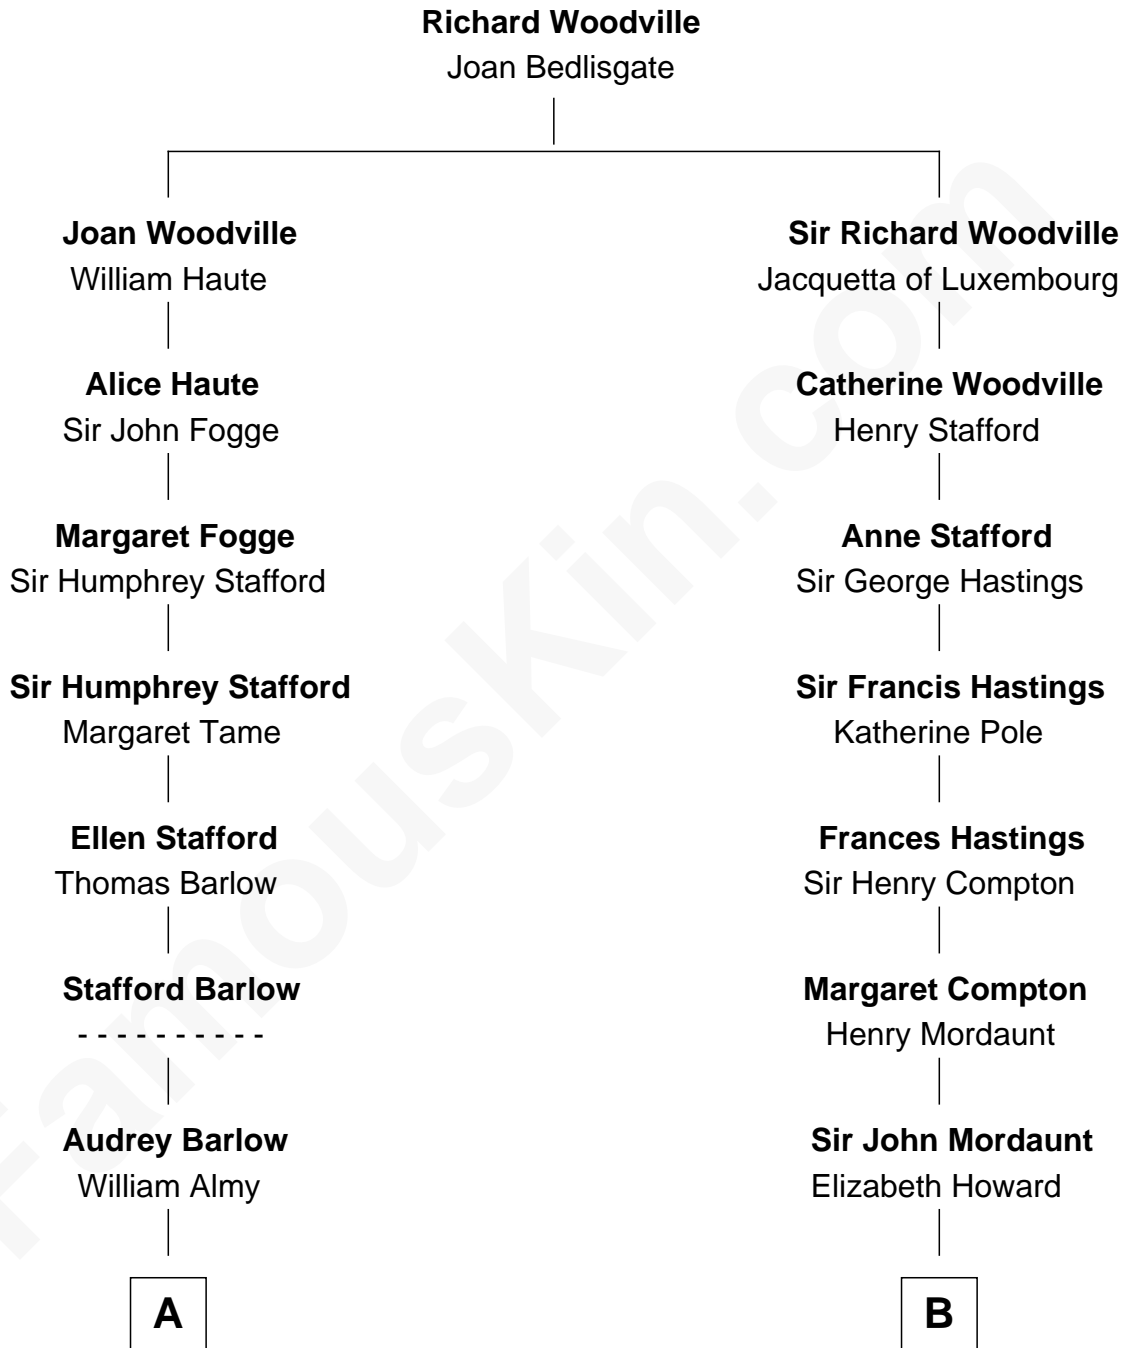 Richard Woodville
Joan Bedlisgate
Joan Woodville
William Haute
Sir Richard Woodville
Jacquetta of Luxembourg
Alice Haute
Sir John Fogge
Catherine Woodville
Henry Stafford
Margaret Fogge
Sir Humphrey Stafford
Anne Stafford
Sir George Hastings
Sir Humphrey Stafford
Margaret Tame
Sir Francis Hastings
Katherine Pole
Ellen Stafford
Thomas Barlow
Frances Hastings
Sir Henry Compton
Stafford Barlow
- - - - - - - - - -
Margaret Compton
Henry Mordaunt
Audrey Barlow
William Almy
Sir John Mordaunt
Elizabeth Howard
A
B
FamousKin.com